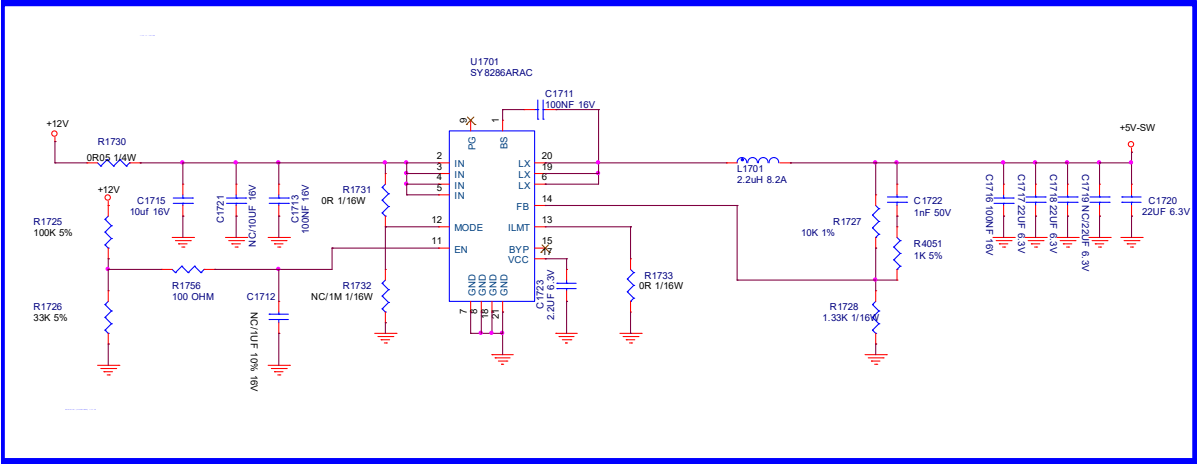 U1701
SY8286ARAC
C1711
100NF 16V
+12V
R1730
0R05 1/4W
+12V
R1725
100K 5%
R1726
33K 5%
R1756
100 OHM
C1715
10uf 16V
C1721
NC/10UF 16V
C1713
100NF 16V
C1712
NC/1UF 10% 16V
R1731
0R 1/16W
R1732
NC/1M 1/16W
9
PG
1
BS
2
IN
3
IN
4
IN
5
IN
12
MODE
11
EN
20
LX
19
LX
6
LX
14
FB
13
ILMT
15
BYP
17
VCC
GND
GND
GND
GND
7
8
18
21
C1723
2.2UF 6.3V
R1733
0R 1/16W
L1701
2.2uH 8.2A
R1727
10K 1%
C1722
1nF 50V
R4051
1K 5%
R1728
1.33K 1/16W
C1716 100NF 16V
C1717 22UF 6.3V
C1718 22UF 6.3V
C1719 NC/22UF 6.3V
+5V-SW
C1720
22UF 6.3V